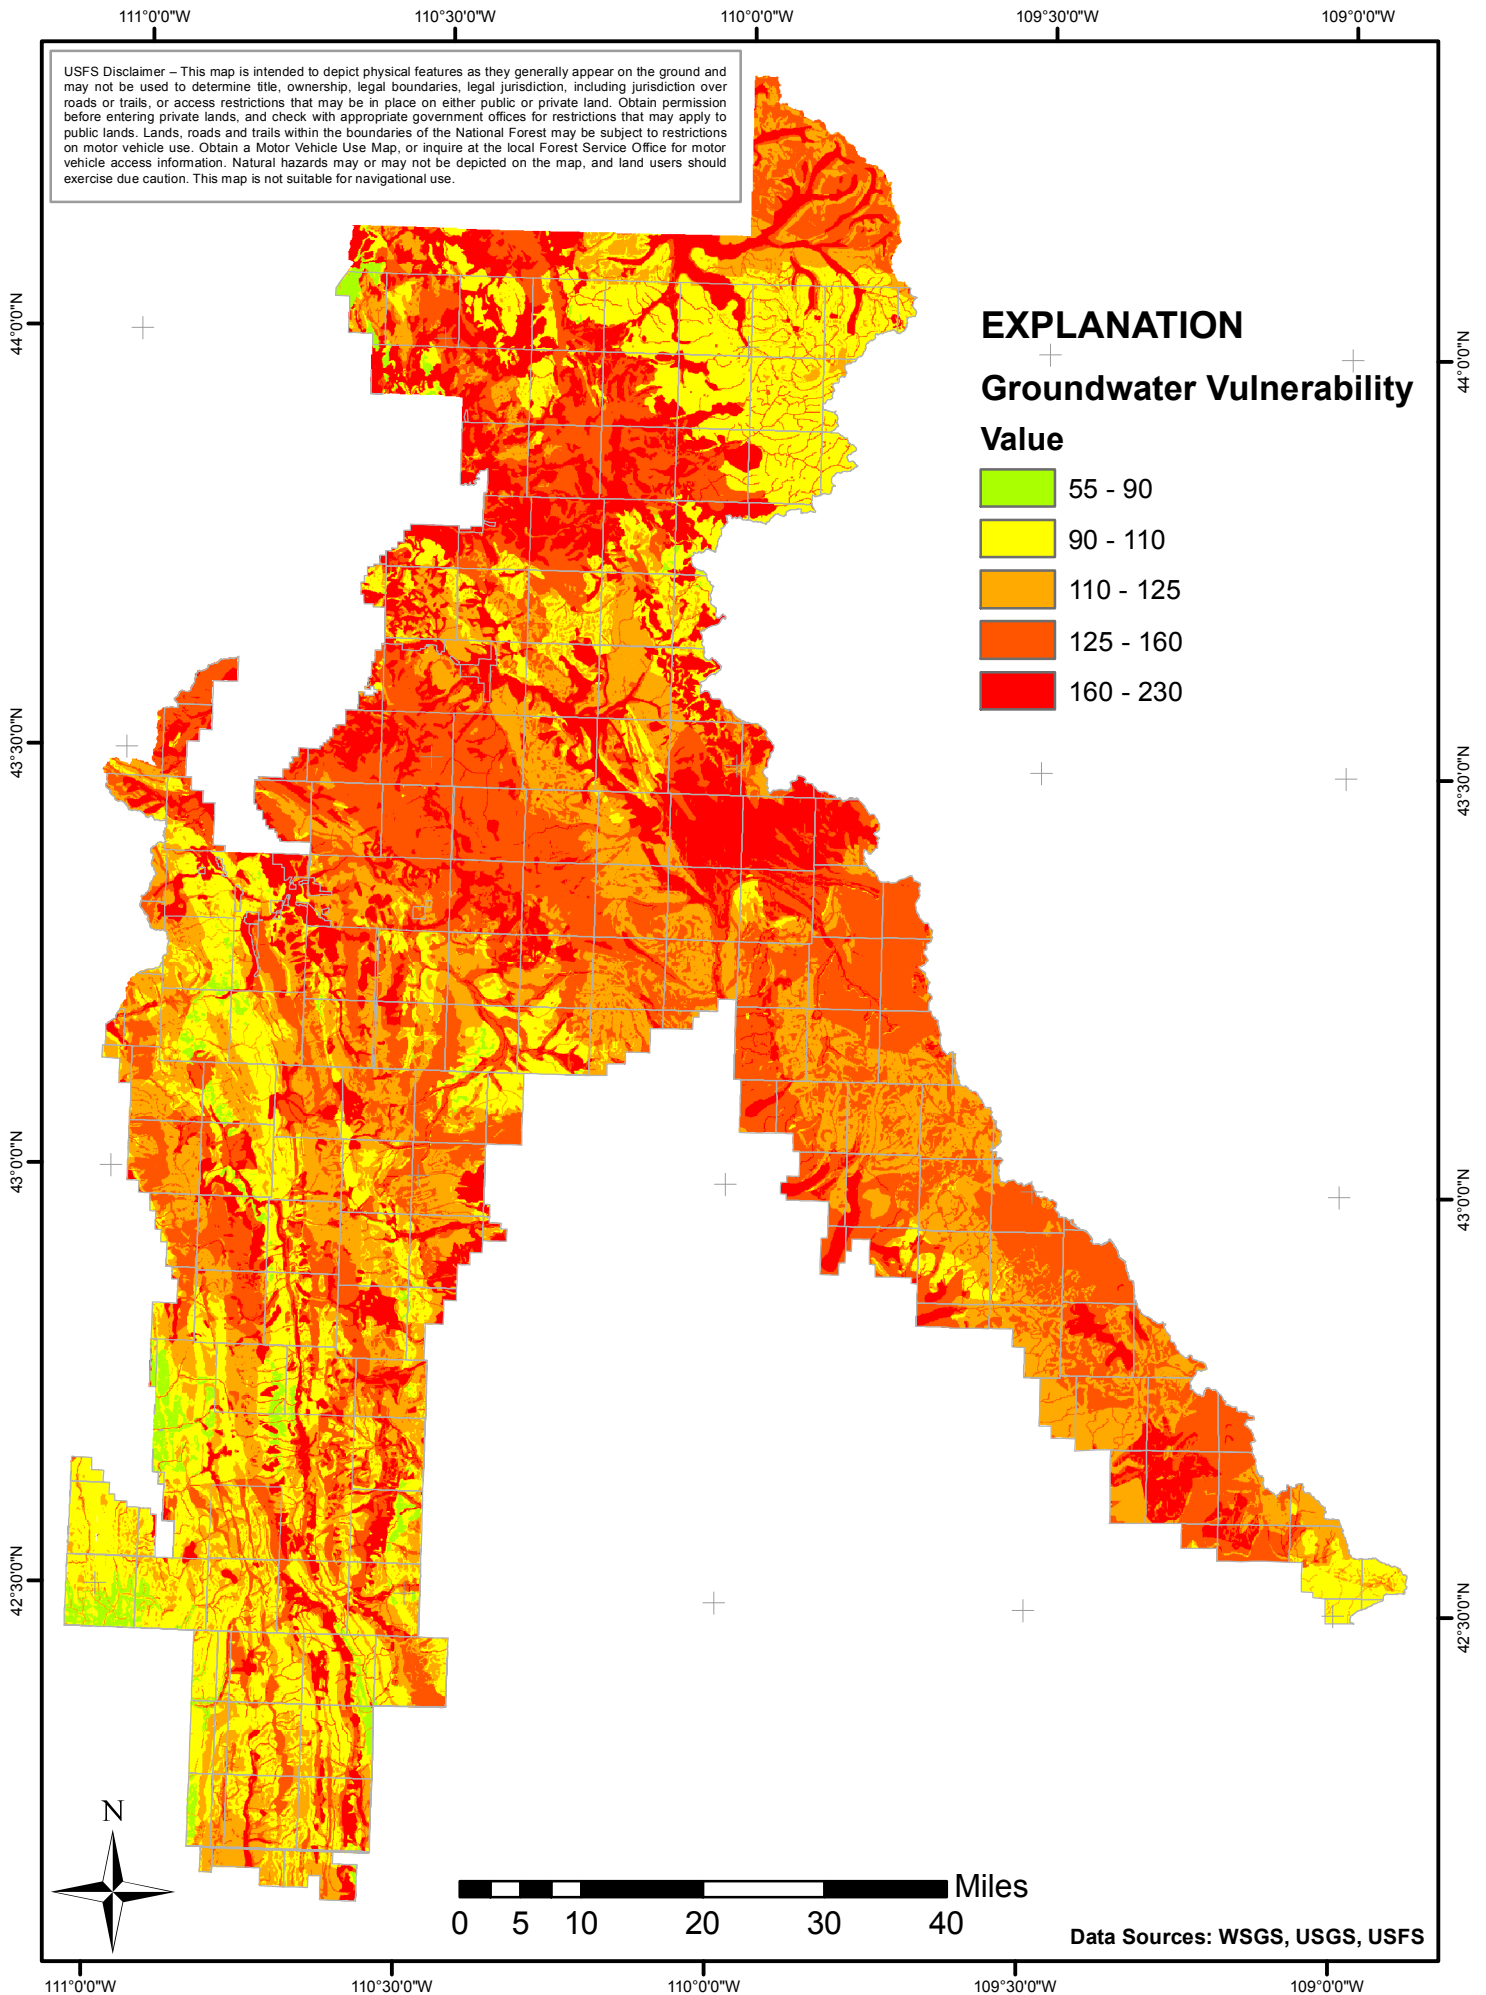 111°0'0"W 110°30'0"W 110°0'0"W 109°30'0"W 109°0'0"W
USFS Disclaimer – This map is intended to depict physical features as they generally appear on the ground and
may not be used to determine title, ownership, legal boundaries, legal jurisdiction, including jurisdiction over
roads or trails, or access restrictions that may be in place on either public or private land. Obtain permission
before entering private lands, and check with appropriate government offices for restrictions that may apply to
public lands. Lands, roads and trails within the boundaries of the National Forest may be subject to restrictions
on motor vehicle use. Obtain a Motor Vehicle Use Map, or inquire at the local Forest Service Office for motor
vehicle access information. Natural hazards may or may not be depicted on the map, and land users should
exercise due caution. This map is not suitable for navigational use.
44°0'0"N
EXPLANATION
44°0'0"N
Groundwater Vulnerability
Value
55 - 90
90 - 110
110 - 125
125 - 160
160 - 230
43°30'0"N
43°30'0"N
43°0'0"N
43°0'0"N
42°30'0"N
42°30'0"N
N
Miles
0 5 10 20 30 40
Data Sources: WSGS, USGS, USFS
111°0'0"W 110°30'0"W 110°0'0"W 109°30'0"W 109°0'0"W